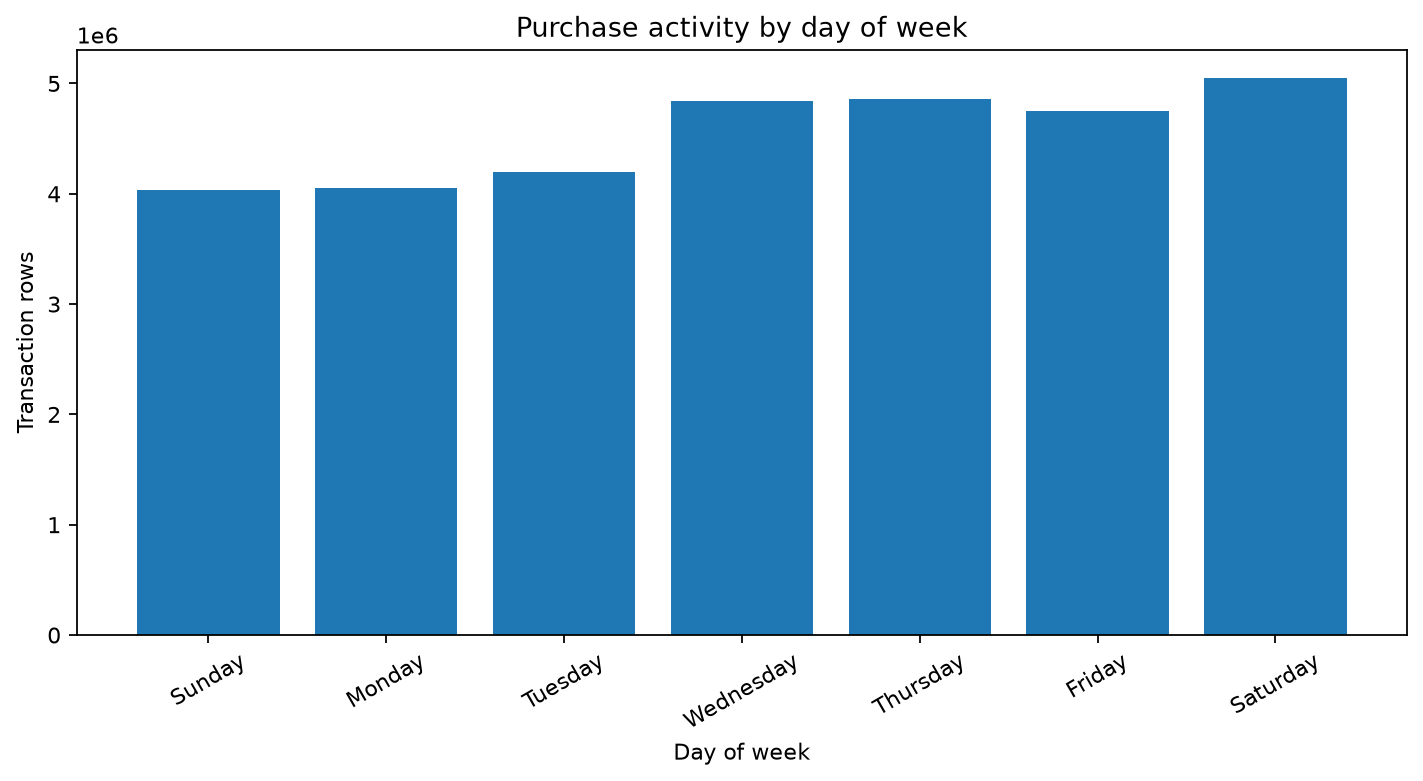 Purchase activity by day of week
1e6
5
4
3
2
1
0
Transaction rows
Sunday
Monday
Tuesday
Wednesday
Thursday
Friday
Saturday
Day of week